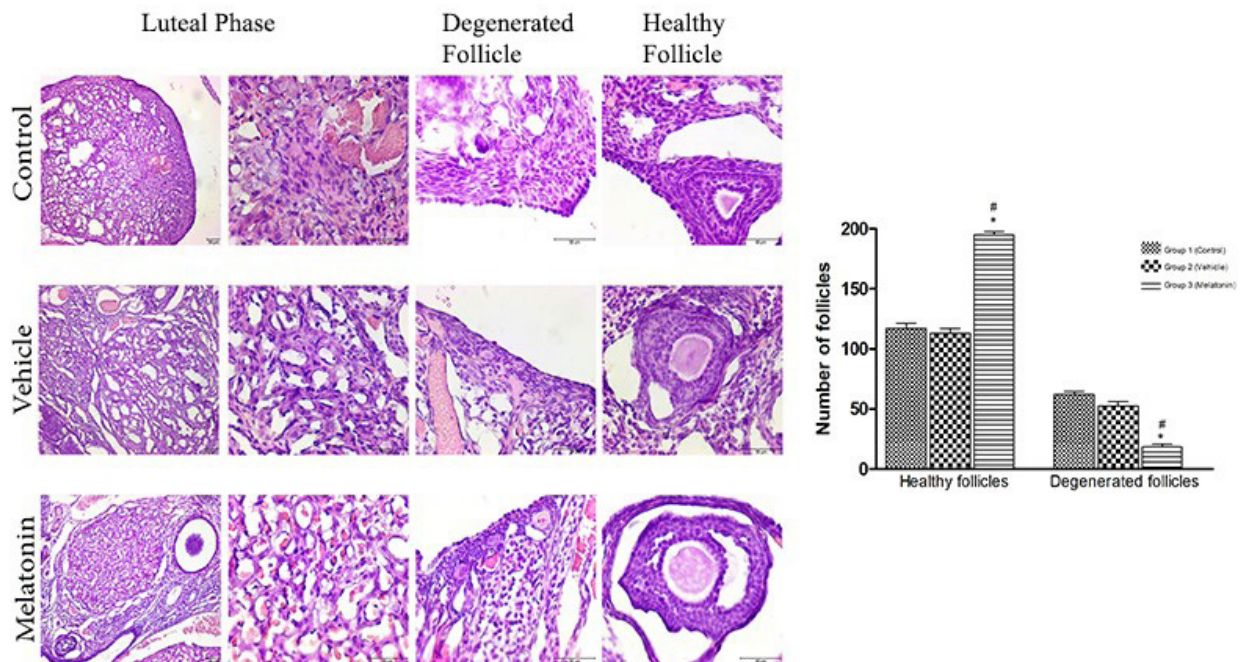 Luteal Phase
Degenerated
Follicle
Healthy
Follicle
Control
Vehicle
Melatonin
Number of follicles
200
150
100
50
0
#
*
#
*
Healthy follicles
Degenerated follicles
Group 1 (Control)
Group 2 (Vehicle)
Group 3 (Melatonin)